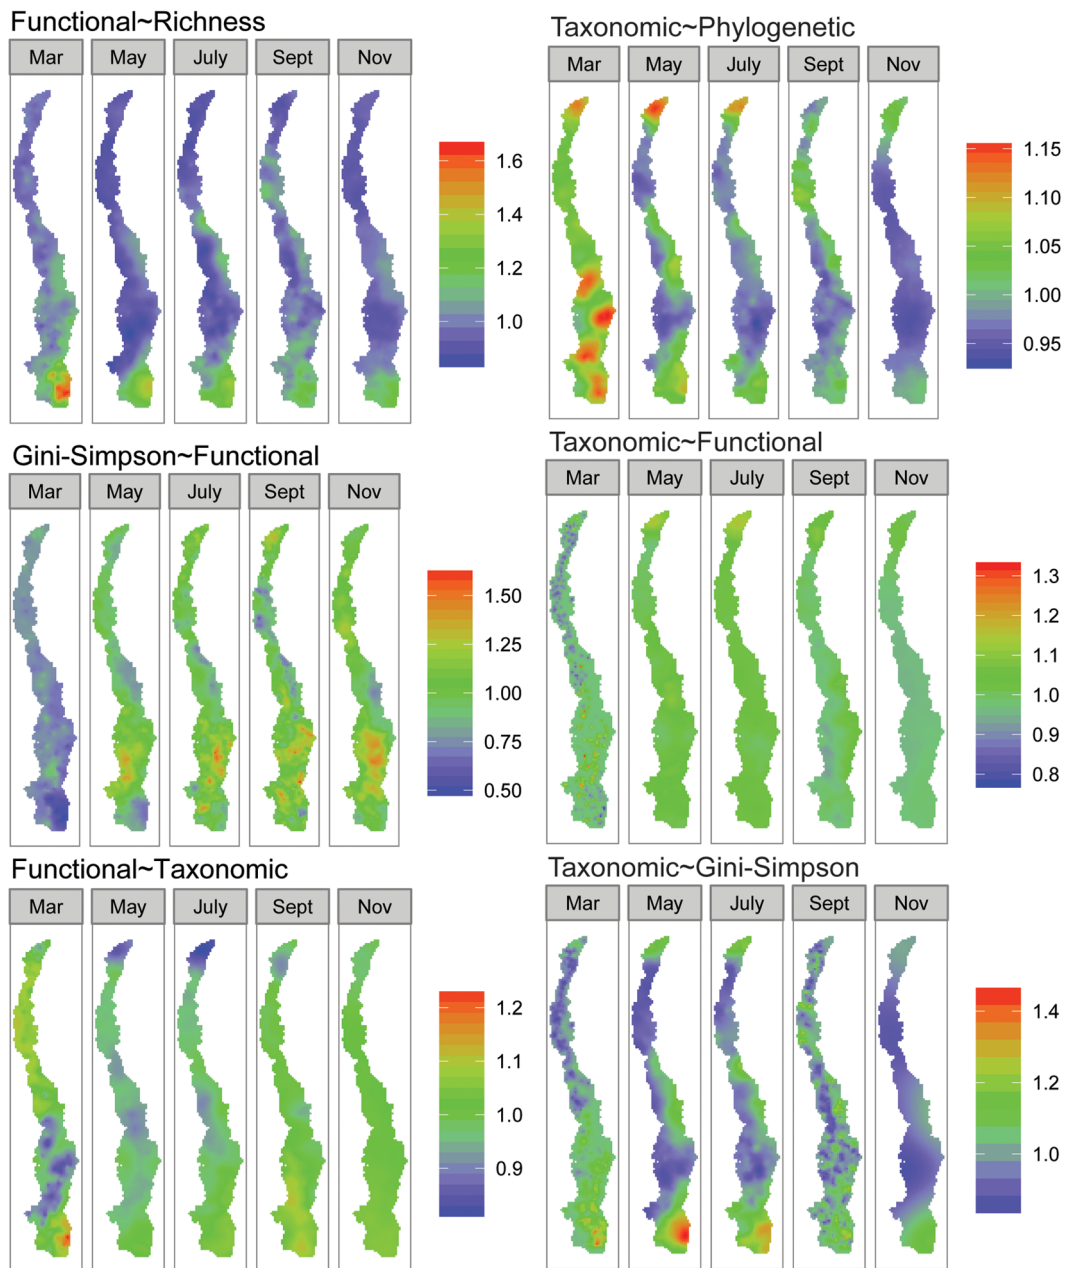 Functional~Richness
Mar May July Sept Nov
1.6
1.4
1.2
1.0
Taxonomic~Phylogenetic
Mar May July Sept Nov
1.15
1.10
1.05
1.00
0.95
Gini-Simpson~Functional
Mar May July Sept Nov
1.50
1.25
1.00
0.75
0.50
Taxonomic~Functional
Mar May July Sept Nov
1.3
1.2
1.1
1.0
0.9
0.8
Functional~Taxonomic
Mar May July Sept Nov
1.2
1.1
1.0
0.9
Taxonomic~Gini-Simpson
Mar May July Sept Nov
1.4
1.2
1.0